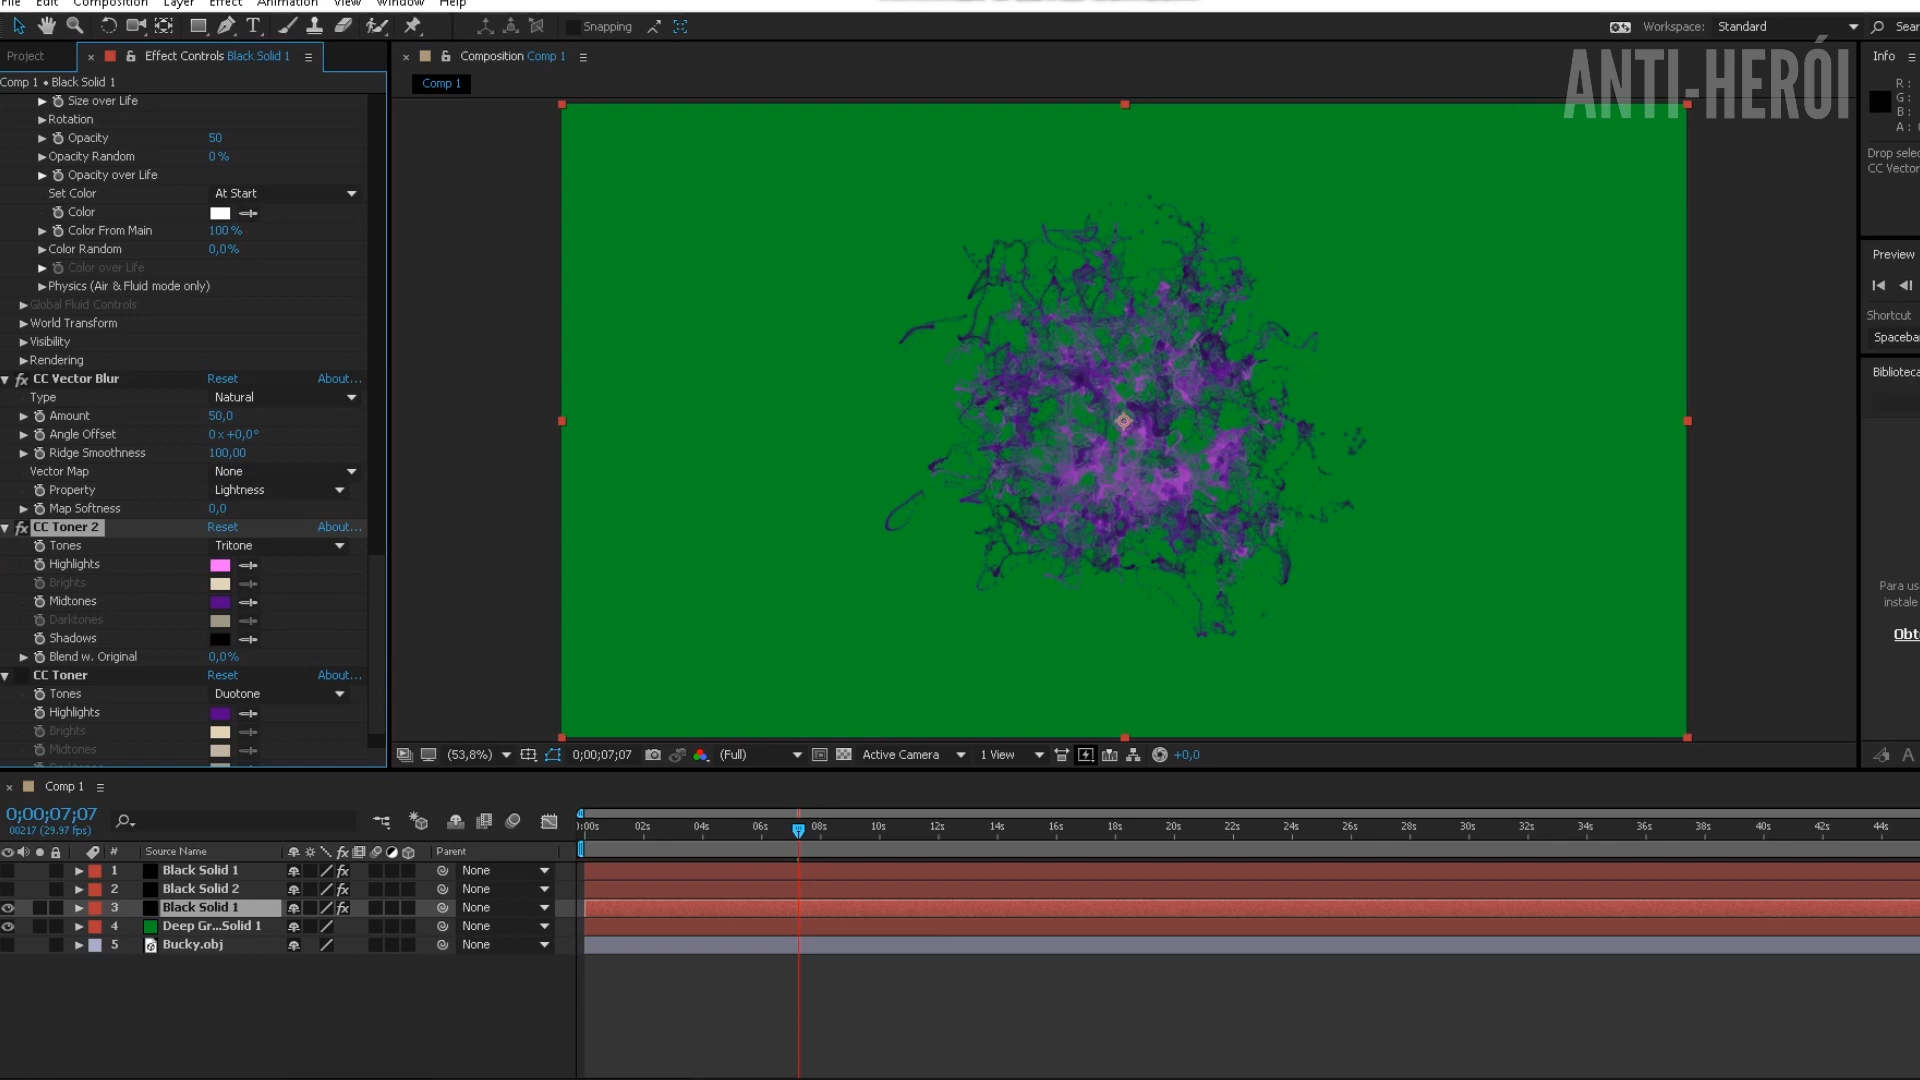 File Edit Composition Layer Effect Animation View Window Help
Snapping
Workspace: Standard
ANTI-HERÓI
Project
Effect Controls Black Solid 1
Composition Comp 1
Info
Comp 1 • Black Solid 1
Comp 1
R :
G :
B :
A :
Size over Life
Rotation
Opacity 50
Opacity Random 0 %
Opacity over Life
Set Color At Start
Color
Color From Main 100 %
Color Random 0,0 %
Color over Life
Physics (Air & Fluid mode only)
Global Fluid Controls
World Transform
Visibility
Rendering
CC Vector Blur Reset About...
Type Natural
Amount 50,0
Angle Offset 0 x +0,0°
Ridge Smoothness 100,00
Vector Map None
Property Lightness
Map Softness 0,0
CC Toner 2 Reset About...
Tones Tritone
Highlights
Brights
Midtones
Darktones
Shadows
Blend w. Original 0,0 %
CC Toner Reset About...
Tones Duotone
Highlights
Brights
Midtones
Darktones
Drop selec
CC Vector
Preview
Shortcut
Spaceba
Biblioteca
Para us
instale
Obt
(53,8%) 0;00;07;07 (Full) Active Camera 1 View +0,0
Comp 1
0;00;07;07
00217 (29.97 fps)
):00s 02s 04s 06s 08s 10s 12s 14s 16s 18s 20s 22s 24s 26s 28s 30s 32s 34s 36s 38s 40s 42s 44s
# Source Name Parent
1 Black Solid 1 None
2 Black Solid 2 None
3 Black Solid 1 None
4 Deep Gr...Solid 1 None
5 Bucky.obj None